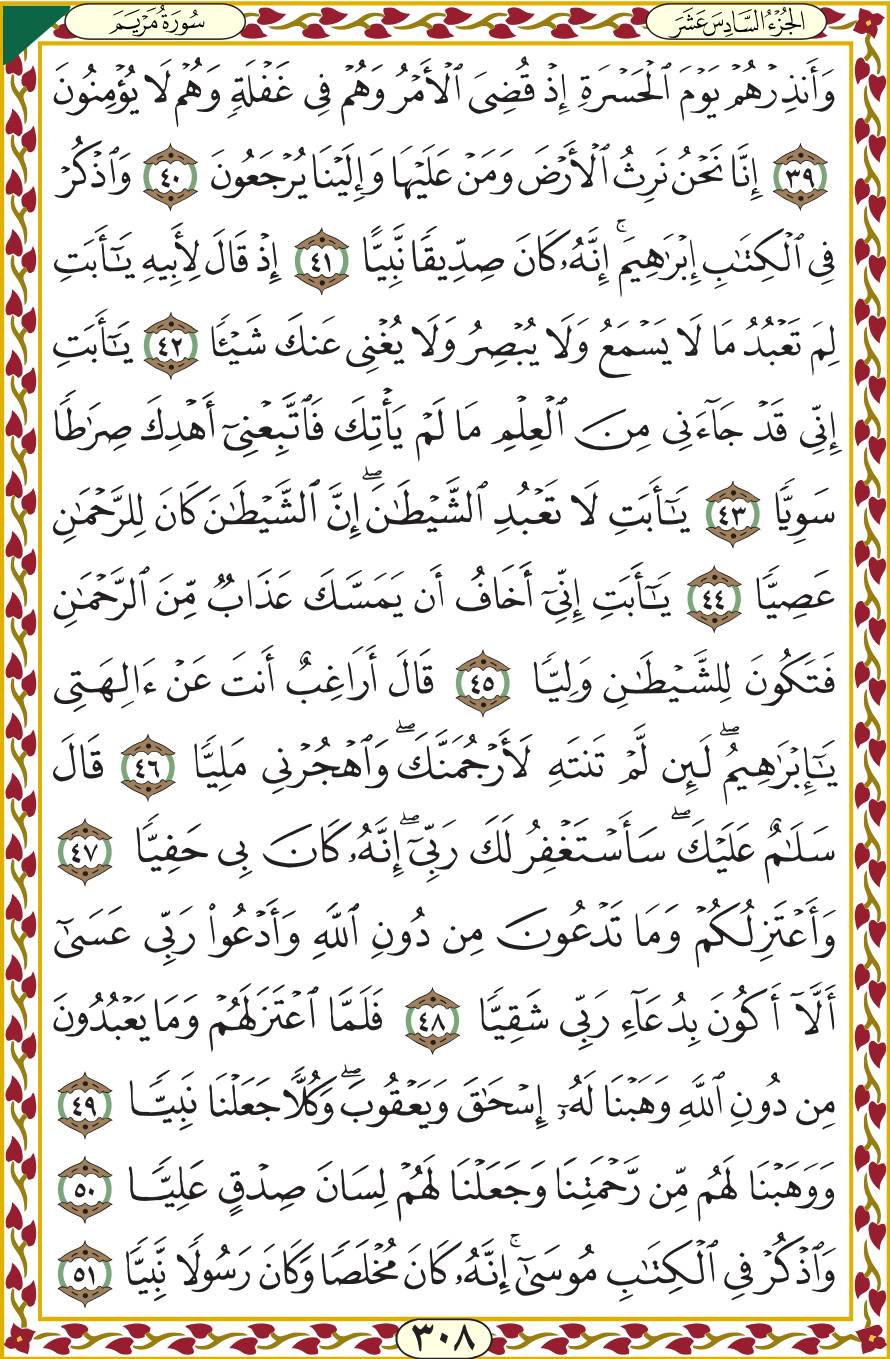 الجُزْءُ السَّادِسَ عَشَرَ
سُورَةُ مَرْيَمَ
وَأَنذِرْهُمْ يَوْمَ ٱلْحَسْرَةِ إِذْ قُضِىَ ٱلْأَمْرُ وَهُمْ فِى غَفْلَةٍ وَهُمْ لَا يُؤْمِنُونَ
٣٩ إِنَّا نَحْنُ نَرِثُ ٱلْأَرْضَ وَمَنْ عَلَيْهَا وَإِلَيْنَا يُرْجَعُونَ ٤٠ وَٱذْكُرْ
فِى ٱلْكِتَٰبِ إِبْرَٰهِيمَ ۚ إِنَّهُۥ كَانَ صِدِّيقًا نَّبِيًّا ٤١ إِذْ قَالَ لِأَبِيهِ يَٰٓأَبَتِ
لِمَ تَعْبُدُ مَا لَا يَسْمَعُ وَلَا يُبْصِرُ وَلَا يُغْنِى عَنكَ شَيْـًٔا ٤٢ يَٰٓأَبَتِ
إِنِّى قَدْ جَآءَنِى مِنَ ٱلْعِلْمِ مَا لَمْ يَأْتِكَ فَٱتَّبِعْنِىٓ أَهْدِكَ صِرَٰطًا
سَوِيًّا ٤٣ يَٰٓأَبَتِ لَا تَعْبُدِ ٱلشَّيْطَٰنَ ۖ إِنَّ ٱلشَّيْطَٰنَ كَانَ لِلرَّحْمَٰنِ
عَصِيًّا ٤٤ يَٰٓأَبَتِ إِنِّىٓ أَخَافُ أَن يَمَسَّكَ عَذَابٌ مِّنَ ٱلرَّحْمَٰنِ
فَتَكُونَ لِلشَّيْطَٰنِ وَلِيًّا ٤٥ قَالَ أَرَاغِبٌ أَنتَ عَنْ ءَالِهَتِى
يَٰٓإِبْرَٰهِيمُ ۖ لَئِن لَّمْ تَنتَهِ لَأَرْجُمَنَّكَ ۖ وَٱهْجُرْنِى مَلِيًّا ٤٦ قَالَ
سَلَٰمٌ عَلَيْكَ ۖ سَأَسْتَغْفِرُ لَكَ رَبِّىٓ ۖ إِنَّهُۥ كَانَ بِى حَفِيًّا ٤٧
وَأَعْتَزِلُكُمْ وَمَا تَدْعُونَ مِن دُونِ ٱللَّهِ وَأَدْعُوا۟ رَبِّى عَسَىٰٓ
أَلَّآ أَكُونَ بِدُعَآءِ رَبِّى شَقِيًّا ٤٨ فَلَمَّا ٱعْتَزَلَهُمْ وَمَا يَعْبُدُونَ
مِن دُونِ ٱللَّهِ وَهَبْنَا لَهُۥٓ إِسْحَٰقَ وَيَعْقُوبَ ۖ وَكُلًّا جَعَلْنَا نَبِيًّا ٤٩
وَوَهَبْنَا لَهُم مِّن رَّحْمَتِنَا وَجَعَلْنَا لَهُمْ لِسَانَ صِدْقٍ عَلِيًّا ٥٠
وَٱذْكُرْ فِى ٱلْكِتَٰبِ مُوسَىٰٓ ۚ إِنَّهُۥ كَانَ مُخْلَصًا وَكَانَ رَسُولًا نَّبِيًّا ٥١
٣٠٨